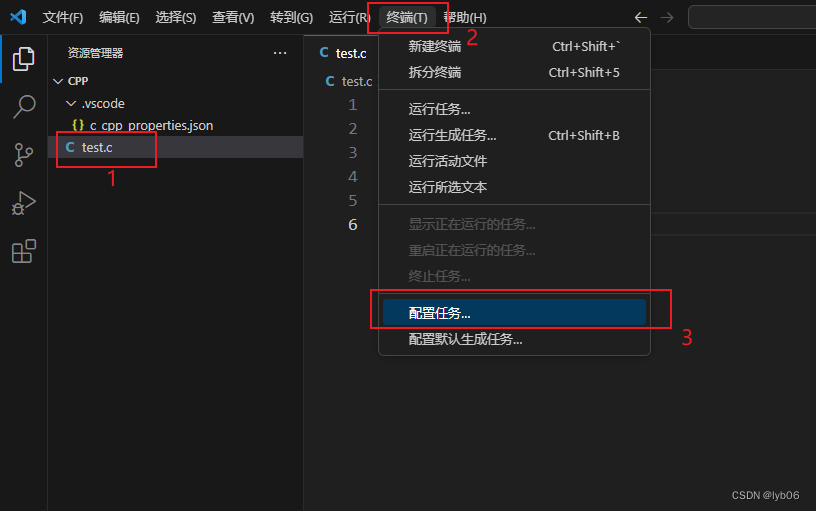 文件(F) 编辑(E) 选择(S) 查看(V) 转到(G) 运行(R) 终端(T) 帮助(H)
2
资源管理器 ...
CPP
.vscode
{} c_cpp_properties.json
C test.c
1
C test.c
C test.c
1
2
3
4
5
6
新建终端 Ctrl+Shift+`
拆分终端 Ctrl+Shift+5
运行任务...
运行生成任务... Ctrl+Shift+B
运行活动文件
运行所选文本
显示正在运行的任务...
重启正在运行的任务...
终止任务...
配置任务...
3
配置默认生成任务...
CSDN @lyb06